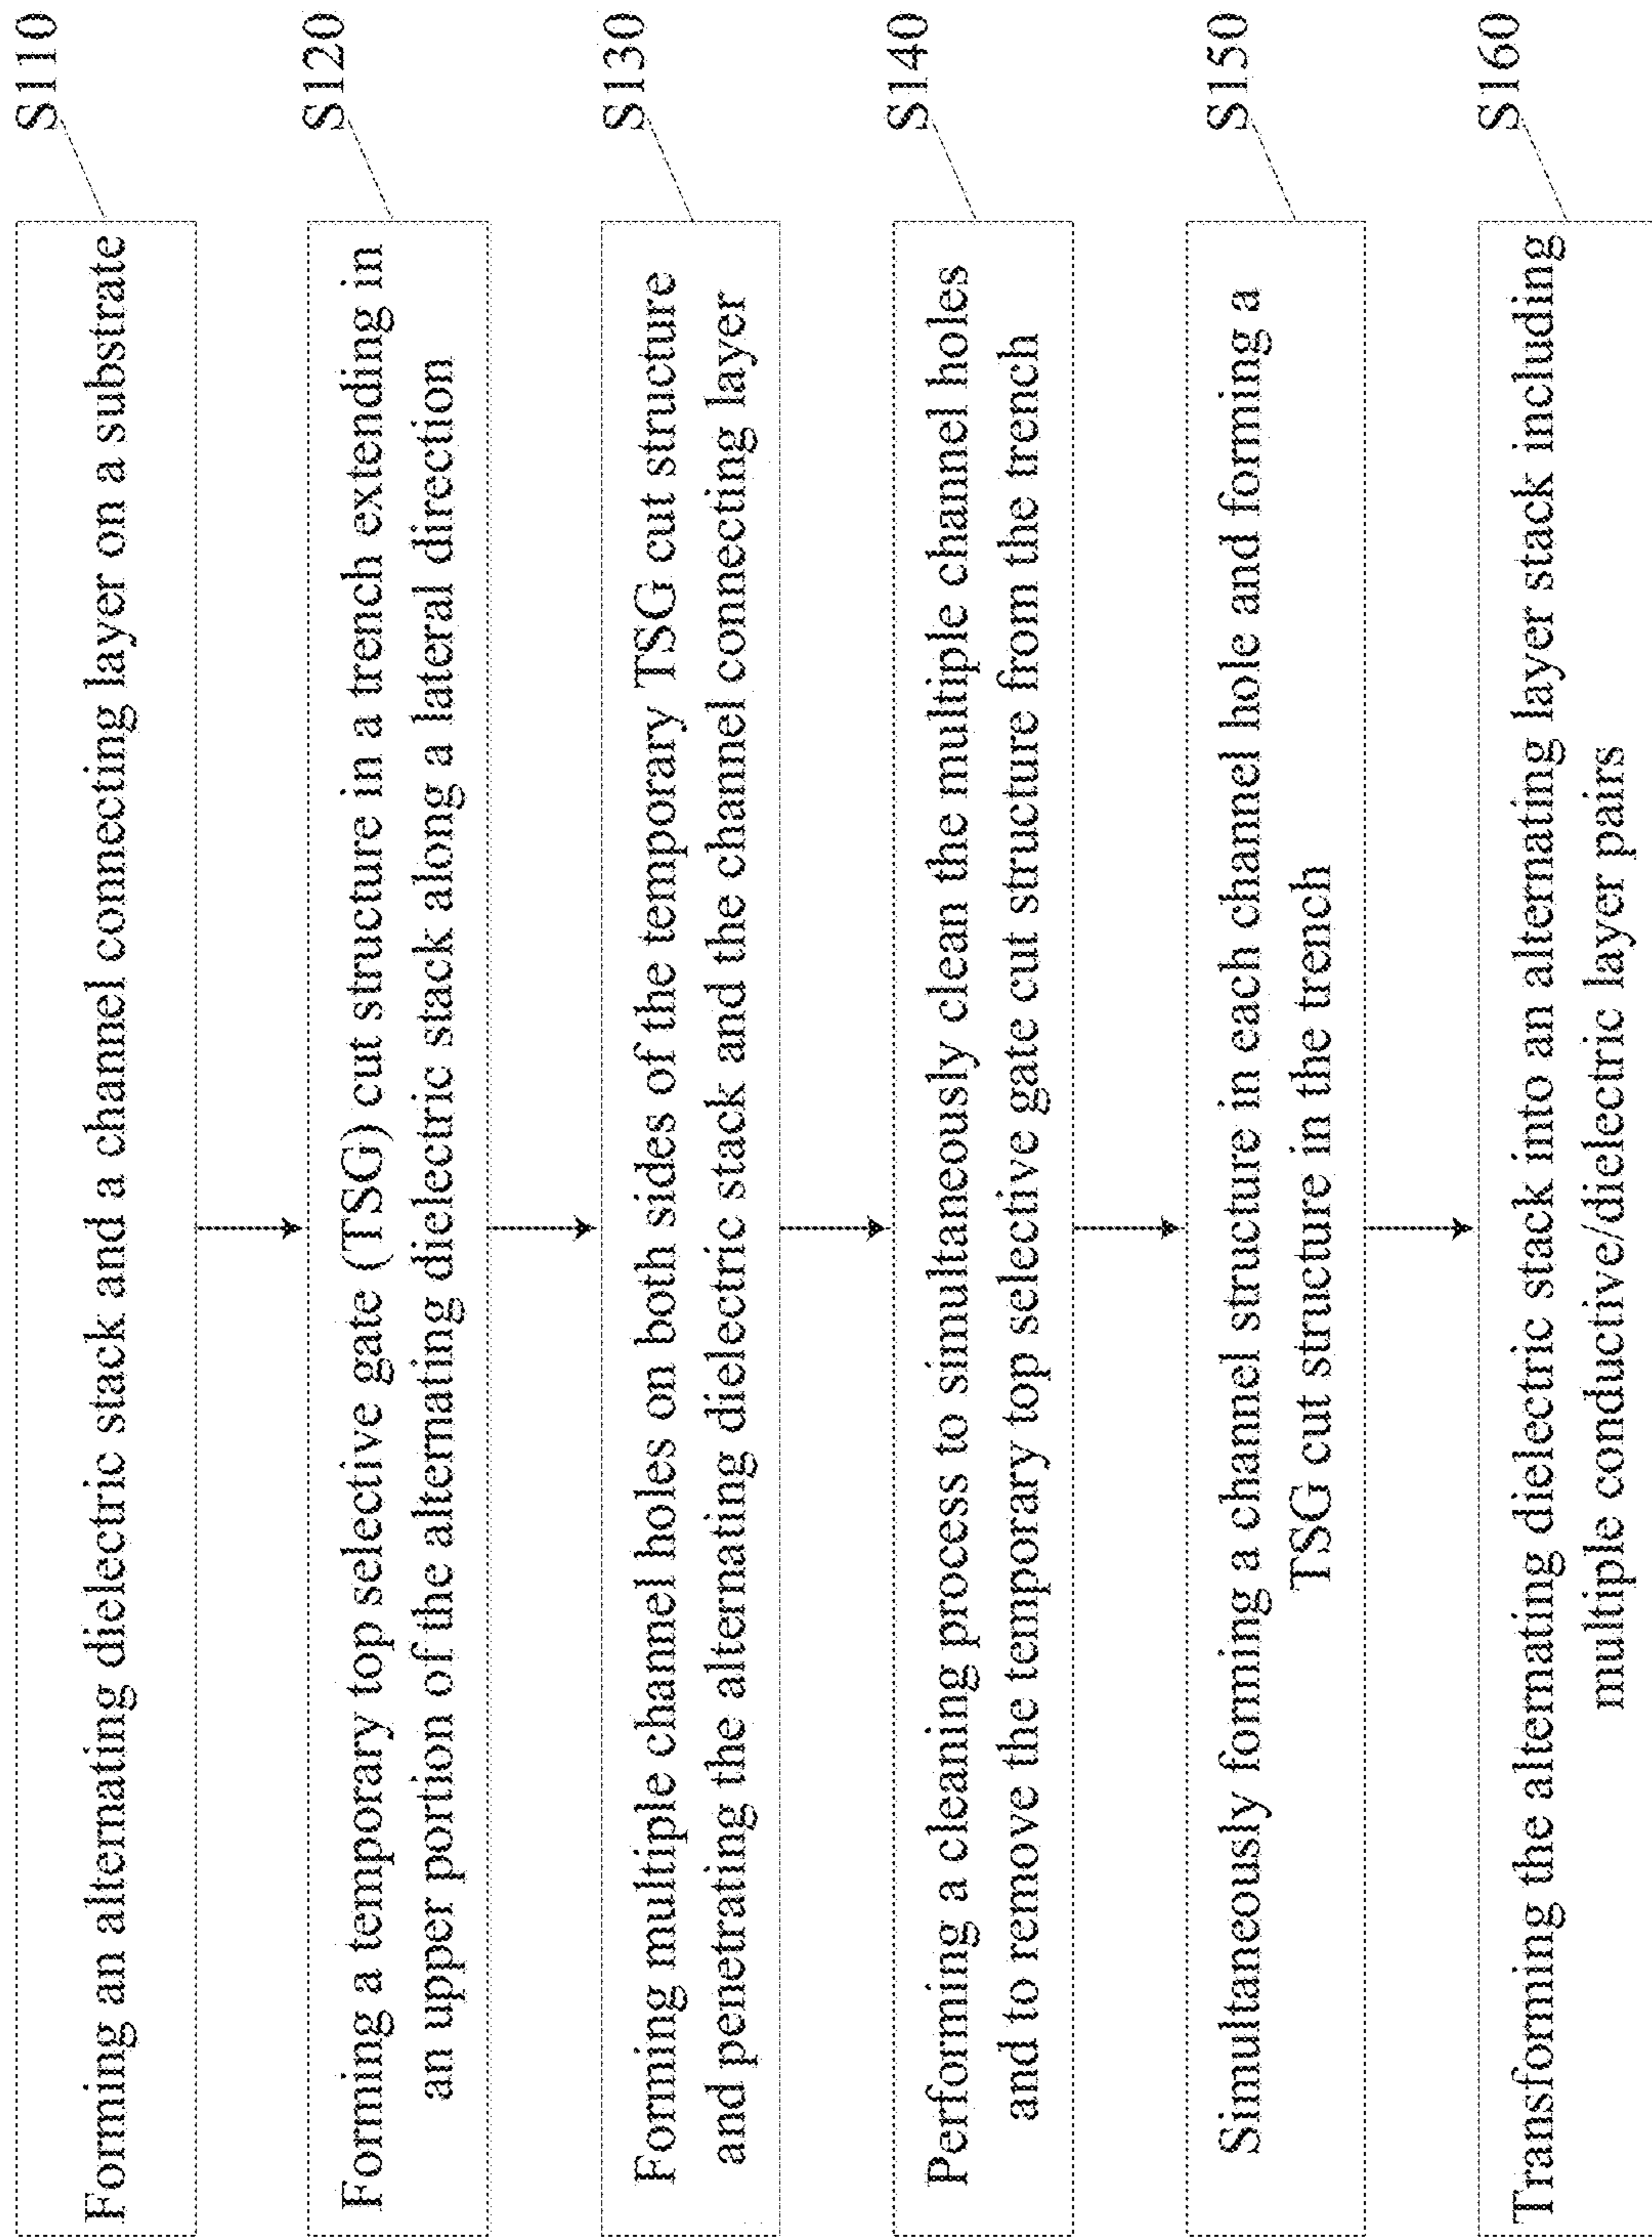 S110
Forming an alternating dielectric stack and a channel connecting layer on a substrate
S120
Forming a temporary top selective gate (TSG) cut structure in a trench extending in
an upper portion of the alternating dielectric stack along a lateral direction
S130
Forming multiple channel holes on both sides of the temporary TSG cut structure
and penetrating the alternating dielectric stack and the channel connecting layer
S140
Performing a cleaning process to simultaneously clean the multiple channel holes
and to remove the temporary top selective gate cut structure from the trench
S150
Simultaneously forming a channel structure in each channel hole and forming a
TSG cut structure in the trench
S160
Transforming the alternating dielectric stack into an alternating layer stack including
multiple conductive/dielectric layer pairs